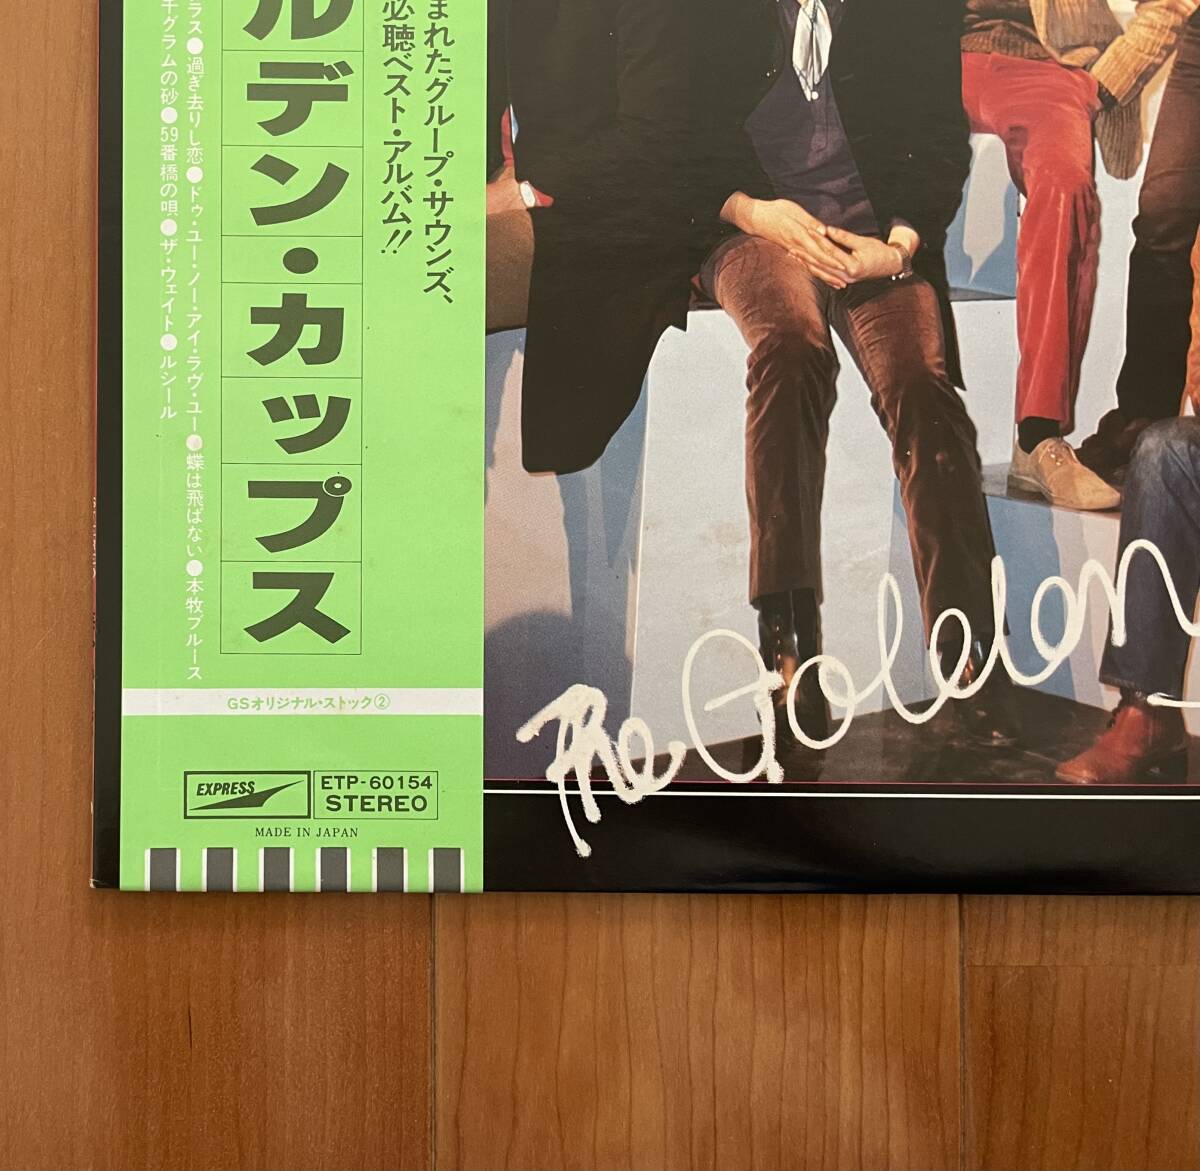 まれたグループ・サウンズ、
必聴ベスト・アルバム!!
ルデン・カップス
ラス●過ぎ去りし恋●ドゥ・ユー・ノー・アイ・ラヴ・ユー●蝶は飛ばない●本牧ブルース
千グラムの砂●59番橋の唄●ザ・ウェイト●ルシール
GSオリジナル・ストック②
EXPRESS
ETP-60154
STEREO
MADE IN JAPAN
The Golden